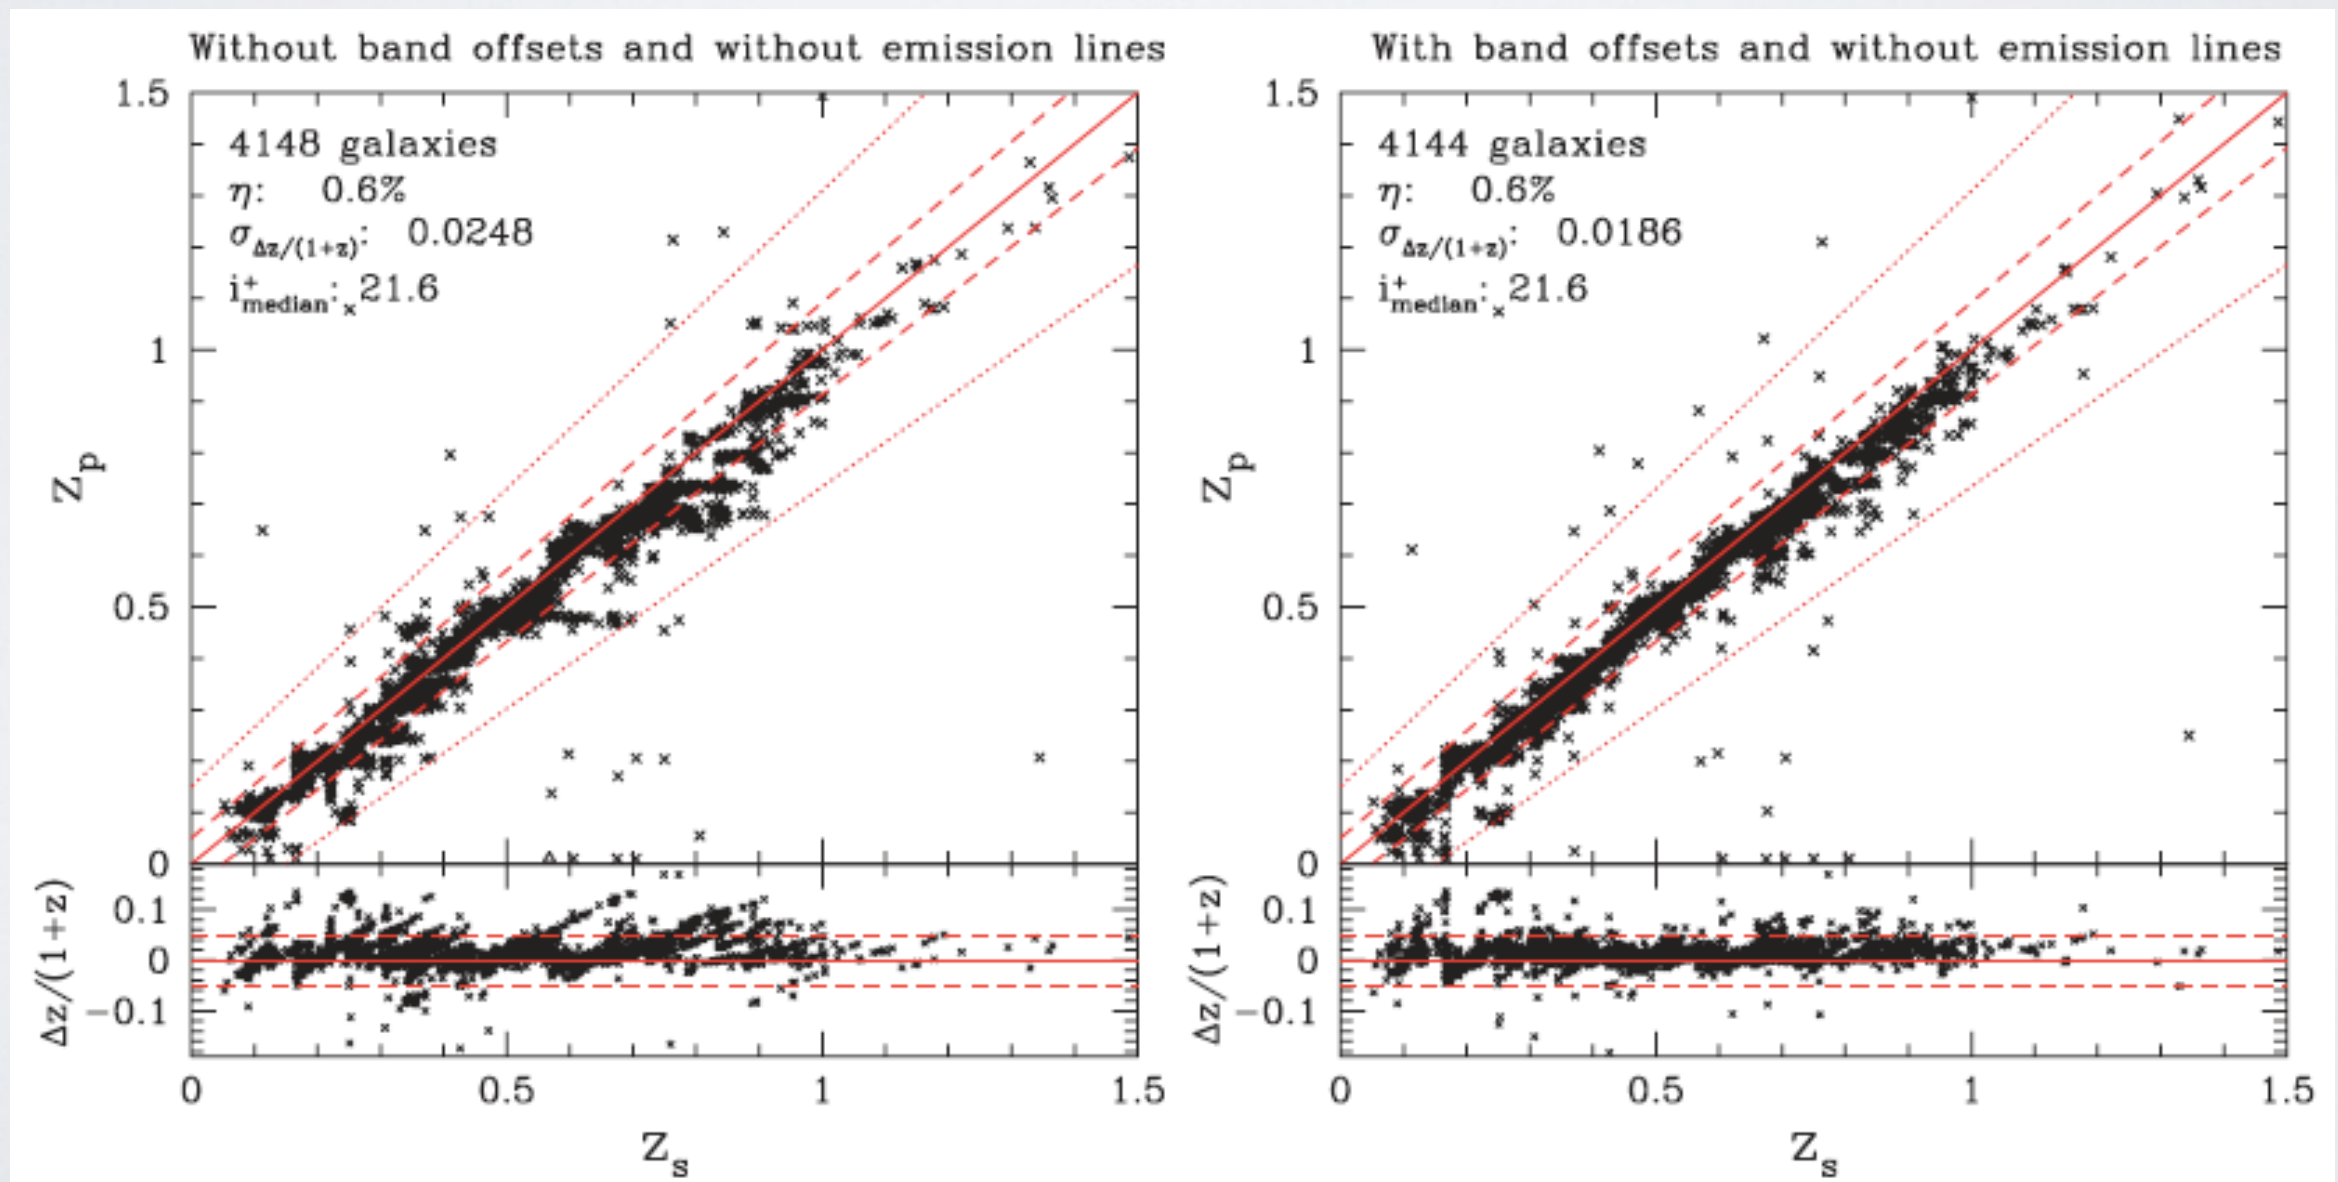 Without band offsets and without emission lines
1.5
4148 galaxies
η: 0.6%
σΔz/(1+z): 0.0248
i+median: 21.6
1
Zp
0.5
0
Δz/(1+z)
0.1
0
−0.1
0 0.5 1 1.5
Zs
With band offsets and without emission lines
1.5
4144 galaxies
η: 0.6%
σΔz/(1+z): 0.0186
i+median: 21.6
1
Zp
0.5
0
Δz/(1+z)
0.1
0
−0.1
0 0.5 1 1.5
Zs